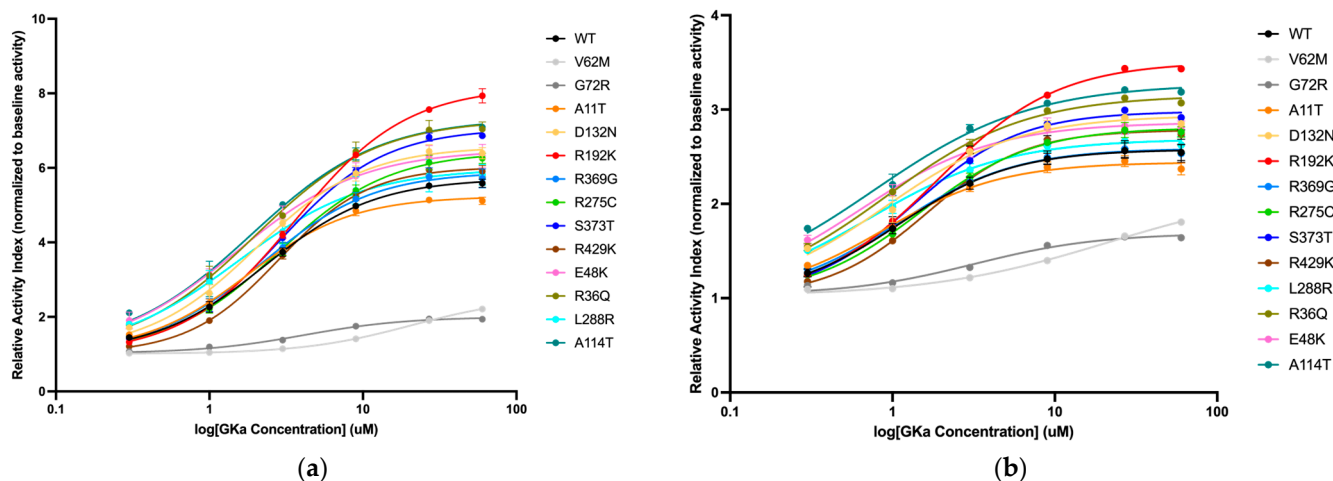 10
8
6
4
2
0
0.1
1
10
100
Relative Activity Index (normalized to baseline activity)
log[GKa Concentration] (uM)
WT
V62M
G72R
A11T
D132N
R192K
R369G
R275C
S373T
R429K
E48K
R36Q
L288R
A114T
(a)
4
3
2
1
0
0.1
1
10
100
Relative Activity Index (normalized to baseline activity)
log[GKa Concentration] (uM)
WT
V62M
G72R
A11T
D132N
R192K
R369G
R275C
S373T
R429K
L288R
R36Q
E48K
A114T
(b)